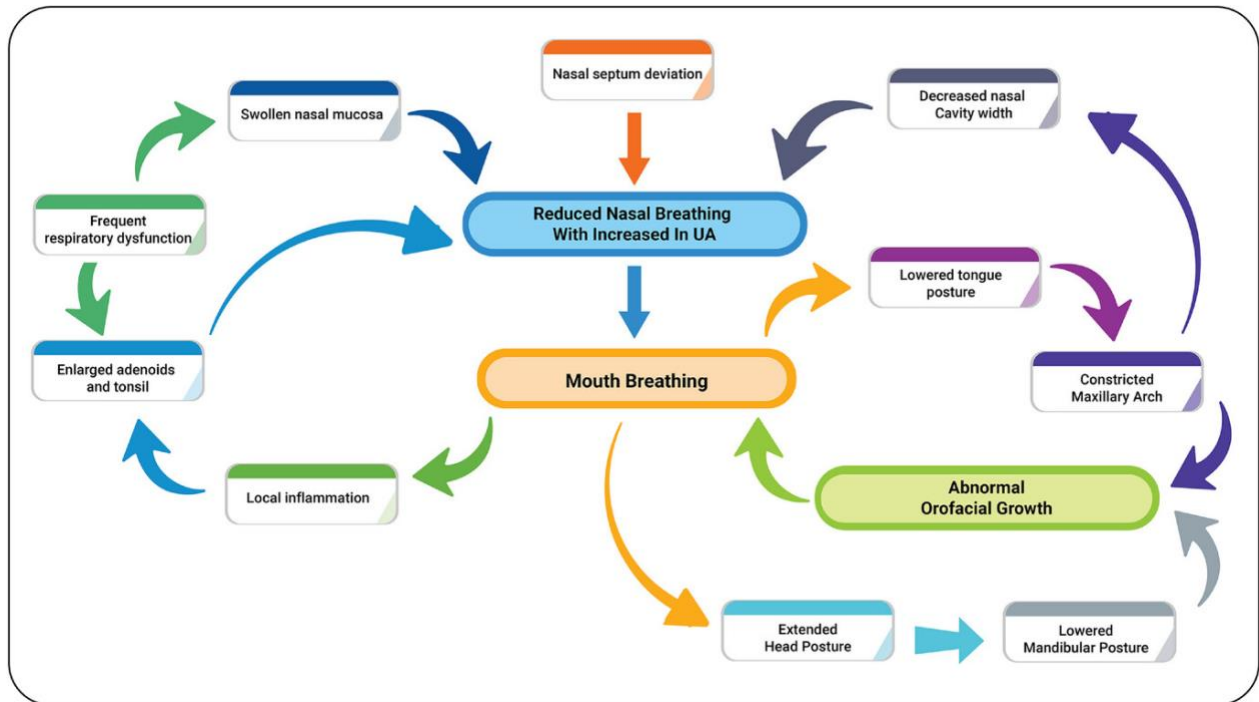 Nasal septum deviation
Decreased nasal
Cavity width
Swollen nasal mucosa
Frequent
respiratory dysfunction
Reduced Nasal Breathing
With Increased In UA
Lowered tongue
posture
Enlarged adenoids
and tonsil
Mouth Breathing
Constricted
Maxillary Arch
Local inflammation
Abnormal
Orofacial Growth
Extended
Head Posture
Lowered
Mandibular Posture